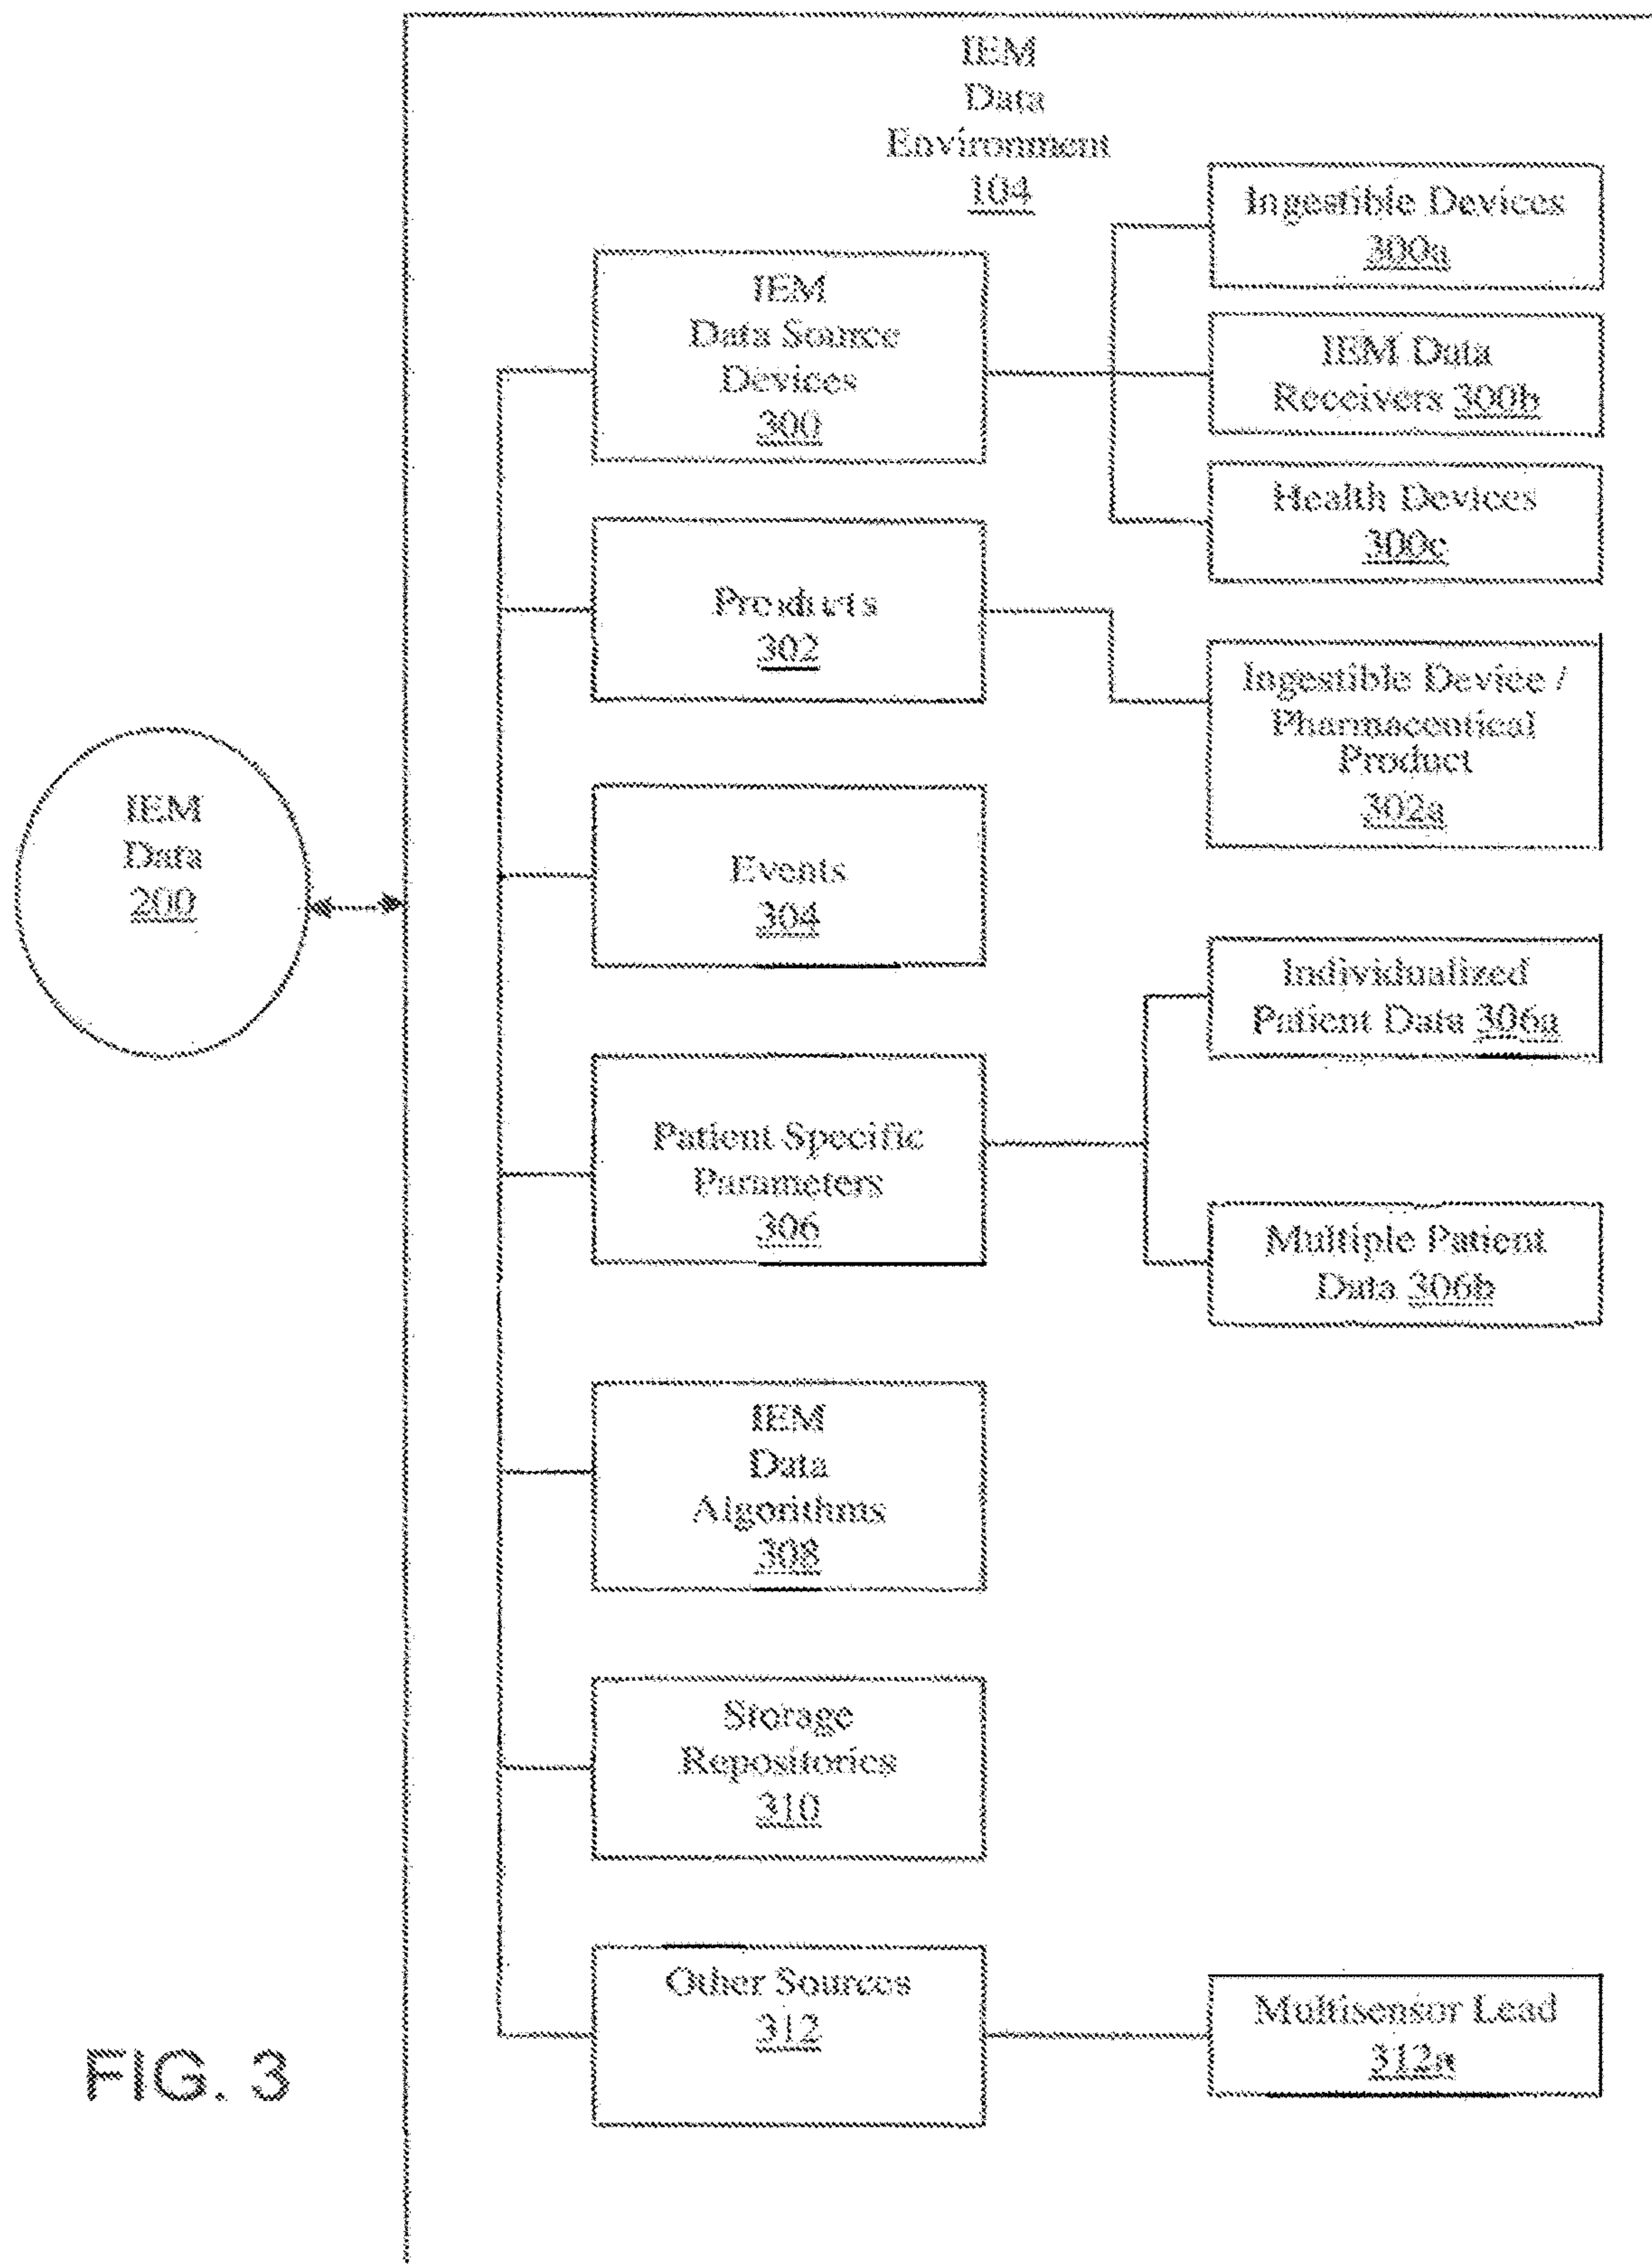 IEM
Data
Environment
104
IEM
Data Source
Devices
300
Ingestible Devices
300a
IEM Data
Receivers 300b
Health Devices
300c
Products
302
Ingestible Device /
Pharmaceutical
Product
302a
IEM
Data
200
Events
304
Individualized
Patient Data 306a
Patient Specific
Parameters
306
Multiple Patient
Data 306b
IEM
Data
Algorithms
308
Storage
Repositories
310
Other Sources
312
Multisensor Lead
312a
FIG. 3